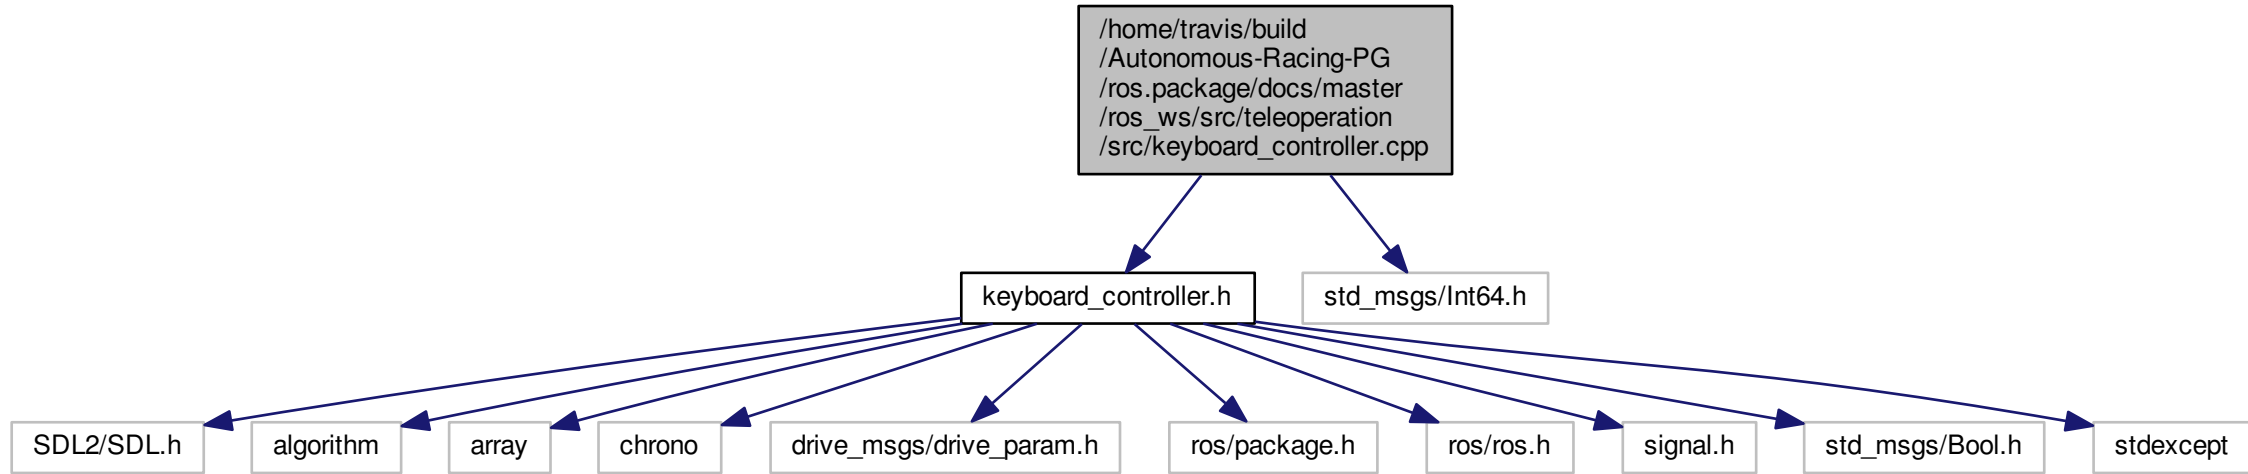 /home/travis/build
/Autonomous-Racing-PG
/ros.package/docs/master
/ros_ws/src/teleoperation
/src/keyboard_controller.cpp
keyboard_controller.h
std_msgs/Int64.h
SDL2/SDL.h
algorithm
array
chrono
drive_msgs/drive_param.h
ros/package.h
ros/ros.h
signal.h
std_msgs/Bool.h
stdexcept